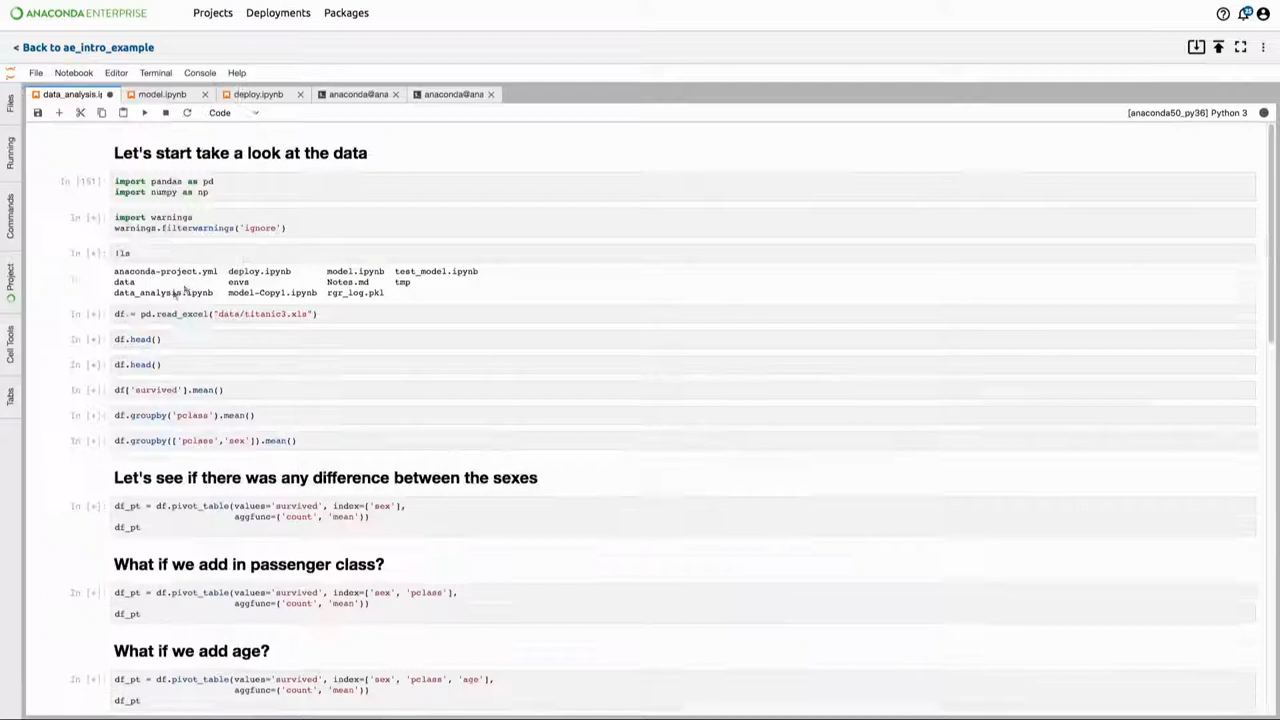 ANACONDA ENTERPRISE
Projects Deployments Packages
< Back to ae_intro_example
File Notebook Editor Terminal Console Help
data_analysis.i model.ipynb deploy.ipynb anaconda@ana anaconda@ana
Code [anaconda50_py36] Python 3
Files
Running
Commands
Project
Cell Tools
Tabs
Let's start take a look at the data
In [151] import pandas as pd
import numpy as np
In [*]: import warnings
warnings.filterwarnings('ignore')
In [*]: !ls
anaconda-project.yml deploy.ipynb model.ipynb test_model.ipynb
data envs Notes.md tmp
data_analysis.ipynb model-Copy1.ipynb rgr_log.pkl
In [*]: df = pd.read_excel("data/titanic3.xls")
In [*]: df.head()
In [*]: df.head()
In [*]: df['survived'].mean()
In [*]: df.groupby('pclass').mean()
In [*]: df.groupby(['pclass','sex']).mean()
Let's see if there was any difference between the sexes
In [*]: df_pt = df.pivot_table(values='survived', index=['sex'],
aggfunc=('count', 'mean'))
df_pt
What if we add in passenger class?
In [*]: df_pt = df.pivot_table(values='survived', index=['sex', 'pclass'],
aggfunc=('count', 'mean'))
df_pt
What if we add age?
In [*]: df_pt = df.pivot_table(values='survived', index=['sex', 'pclass', 'age'],
aggfunc=('count', 'mean'))
df_pt